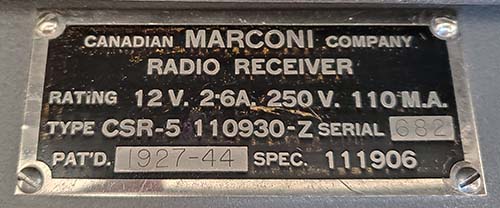 CANADIAN MARCONI COMPANY
RADIO RECEIVER
RATING 12 V. 2·6A. 250 V. 110 M.A.
TYPE CSR-5 110930-Z SERIAL 682
PAT'D. 1927-44 SPEC. 111906